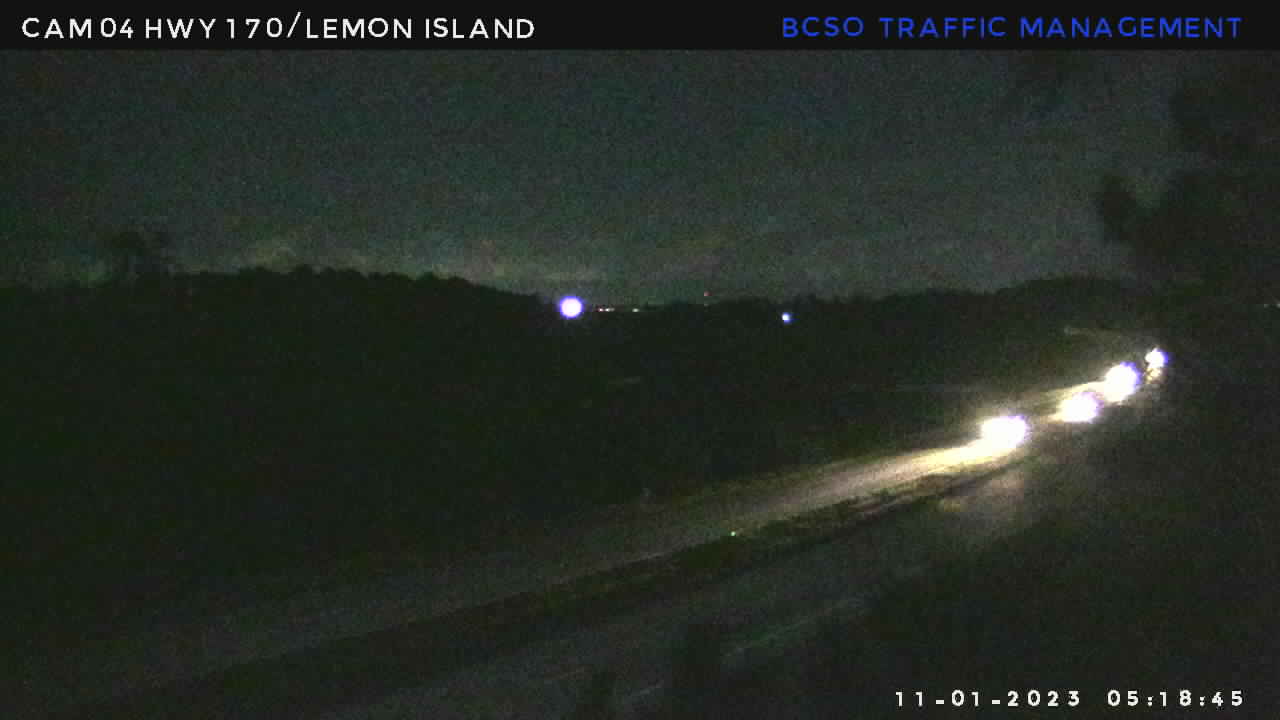 CAM04 HWY 170/LEMON ISLAND
BCSO TRAFFIC MANAGEMENT
11-01-2023 05:18:45